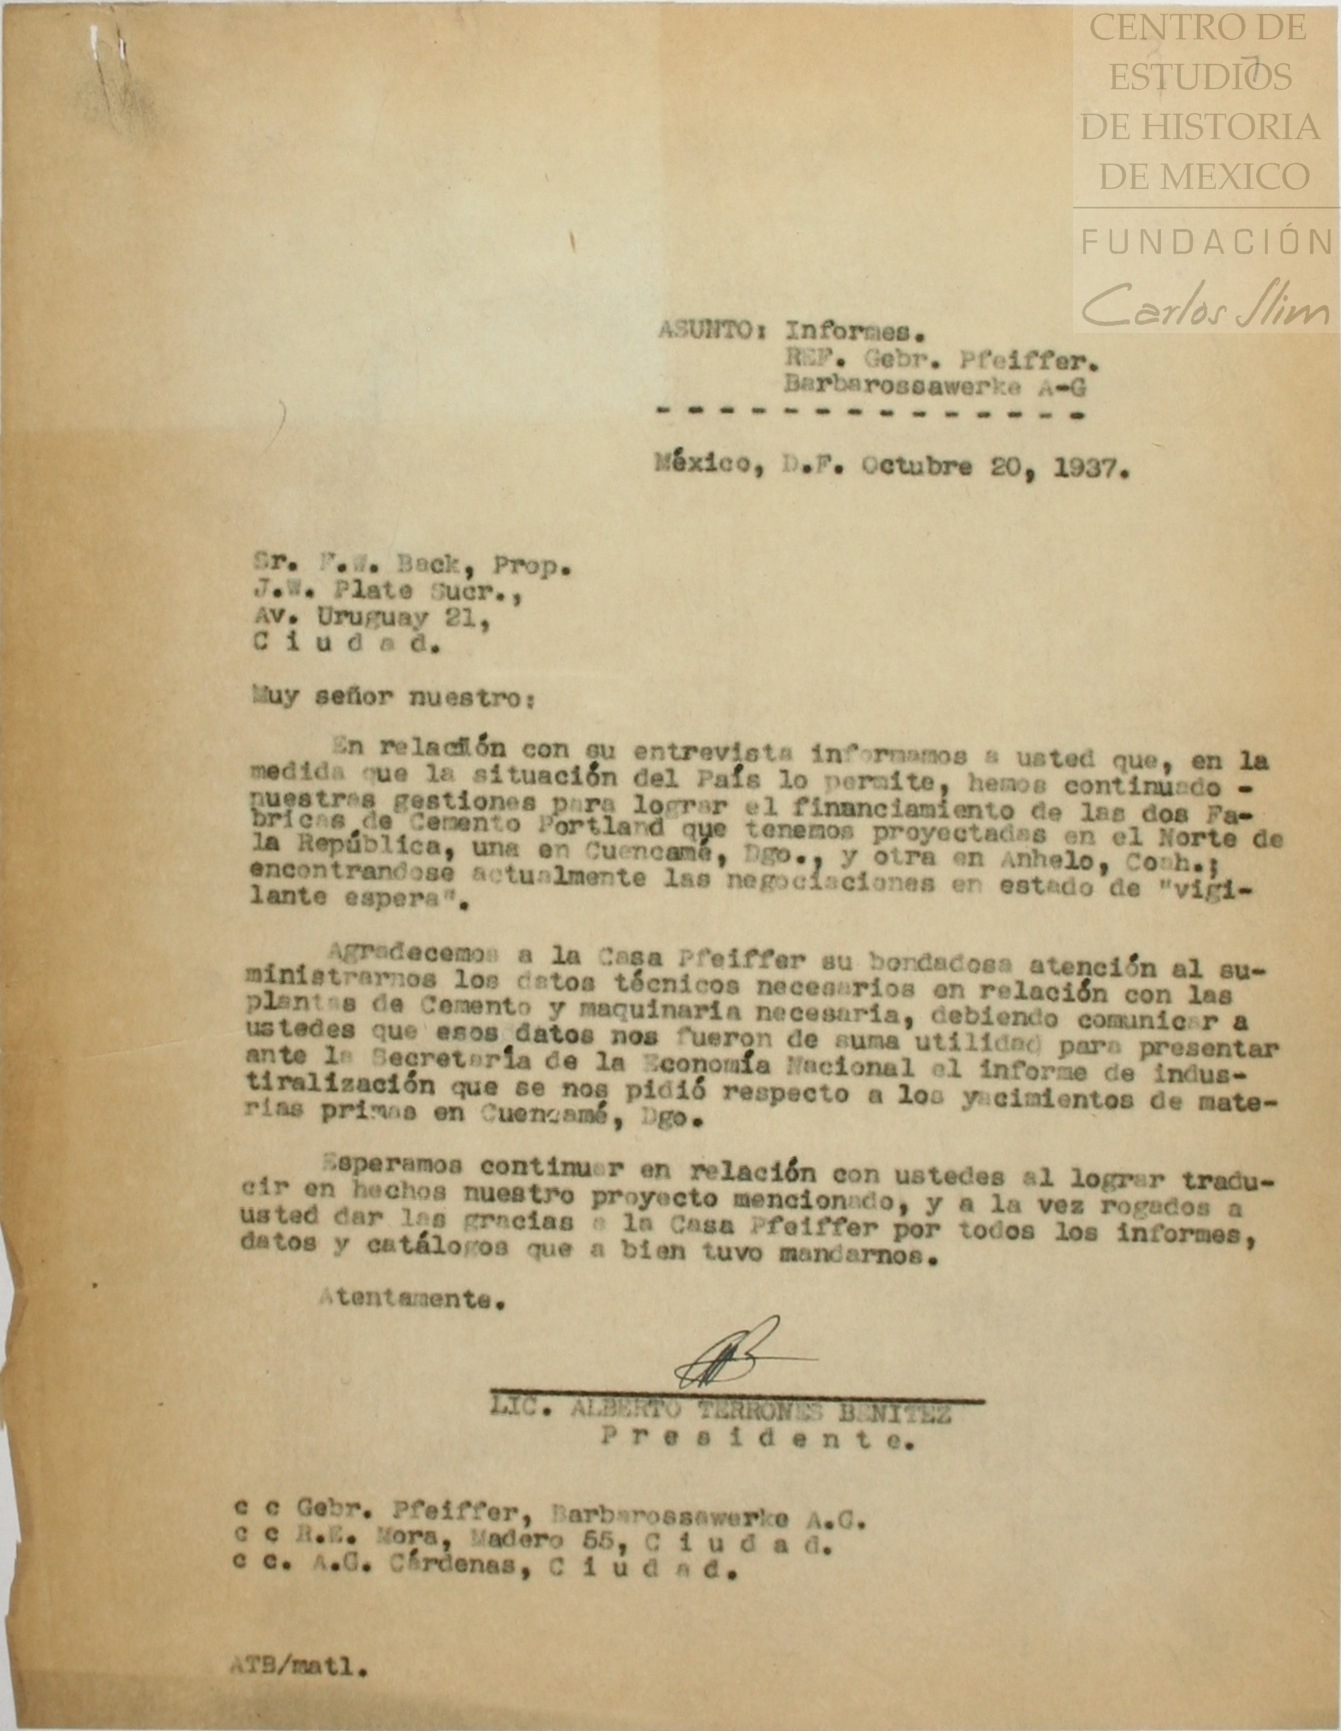 CENTRO DE
ESTUDIOS
DE HISTORIA
DE MEXICO
FUNDACIÓN
Carlos Slim
7
ASUNTO: Informes.
REF. Gebr. Pfeiffer.
Barbarossawerke A-G
- - - - - - - - - - - - - -
México, D.F. Octubre 20, 1937.
Sr. F.W. Back, Prop.
J.W. Plate Sucr.,
Av. Uruguay 21,
C i u d a d.
Muy señor nuestro:
En relación con su entrevista informamos a usted que, en la
medida que la situación del País lo permite, hemos continuado -
nuestras gestiones para lograr el financiamiento de las dos Fa-
bricas de Cemento Portland que tenemos proyectadas en el Norte de
la República, una en Cuencamé, Dgo., y otra en Anhelo, Coah.;
encontrandose actualmente las negociaciones en estado de "vigi-
lante espera".
Agradecemos a la Casa Pfeiffer su bondadosa atención al su-
ministrarnos los datos técnicos necesarios en relación con las
plantas de Cemento y maquinaria necesaria, debiendo comunicar a
ustedes que esos datos nos fueron de suma utilidad para presentar
ante la Secretaría de la Economía Nacional el informe de indus-
tiralización que se nos pidió respecto a los yacimientos de mate-
rias primas en Cuencamé, Dgo.
Esperamos continuar en relación con ustedes al lograr tradu-
cir en hechos nuestro proyecto mencionado, y a la vez rogados a
usted dar las gracias a la Casa Pfeiffer por todos los informes,
datos y catálogos que a bien tuvo mandarnos.
Atentamente.
LIC. ALBERTO TERRONES BENITEZ
P r e s i d e n t e.
c c Gebr. Pfeiffer, Barbarossawerke A.G.
c c R.E. Mora, Madero 55, C i u d a d.
c c. A.G. Cárdenas, C i u d a d.
ATB/matl.